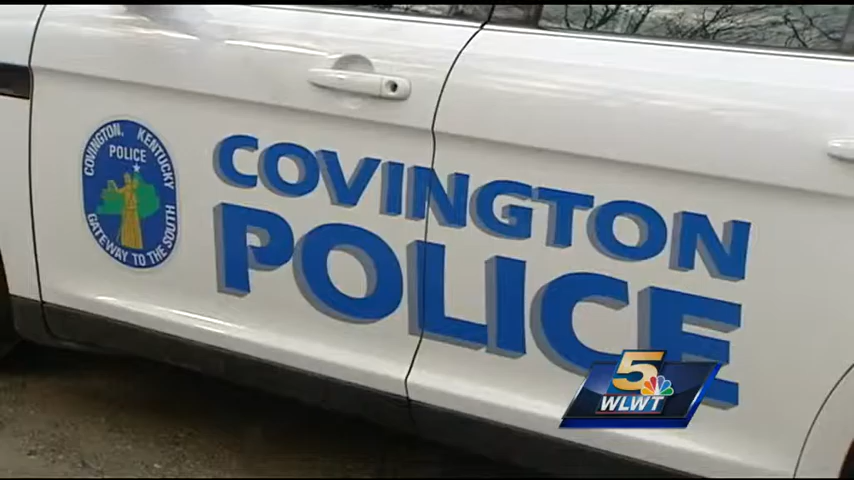 COVINGTON, KENTUCKY
POLICE
GATEWAY TO THE SOUTH
COVINGTON
POLICE
5
WLWT